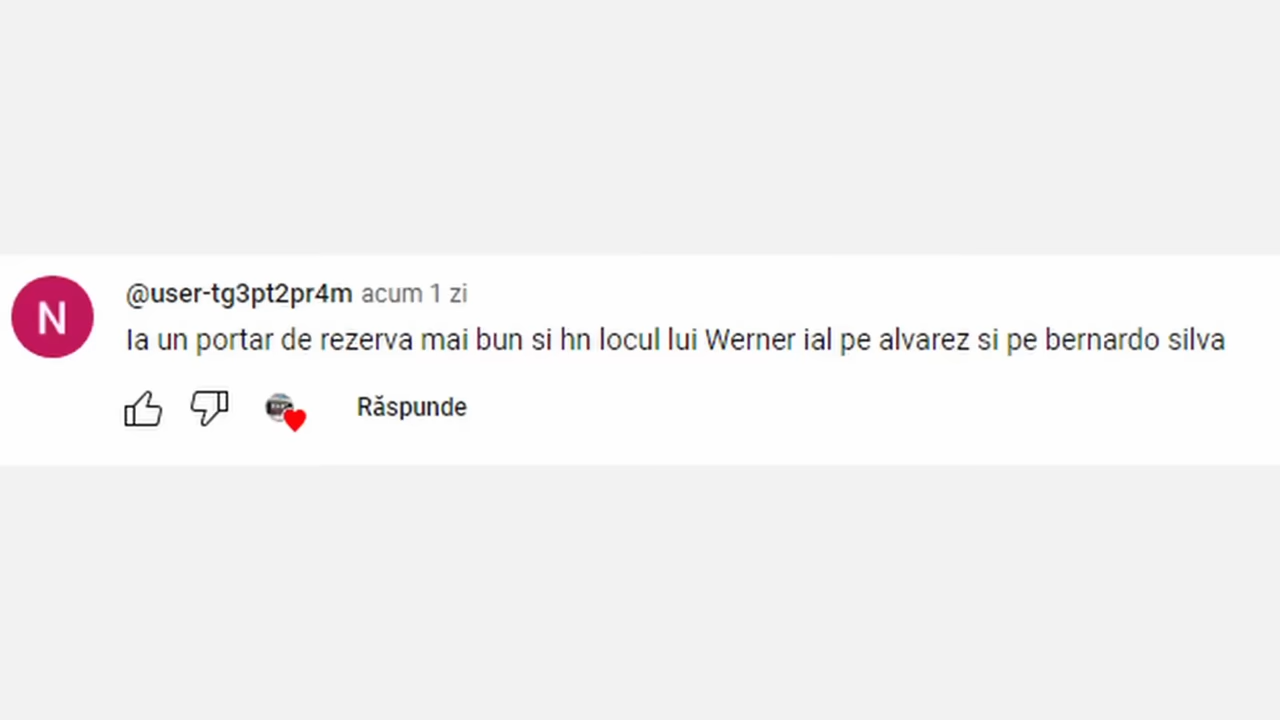 N
@user-tg3pt2pr4m acum 1 zi
Ia un portar de rezerva mai bun si hn locul lui Werner ial pe alvarez si pe bernardo silva
Răspunde